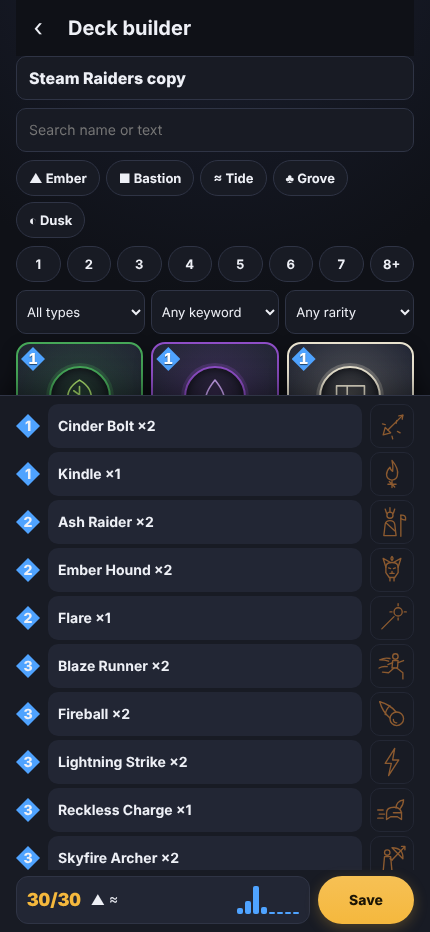 Deck builder
Steam Raiders copy
Search name or text
Ember Bastion Tide Grove
Dusk
1 2 3 4 5 6 7 8+
All types Any keyword Any rarity
1 1 1
1 Cinder Bolt ×2
1 Kindle ×1
2 Ash Raider ×2
2 Ember Hound ×2
2 Flare ×1
3 Blaze Runner ×2
3 Fireball ×2
3 Lightning Strike ×2
3 Reckless Charge ×1
3 Skyfire Archer ×2
30/30 Save